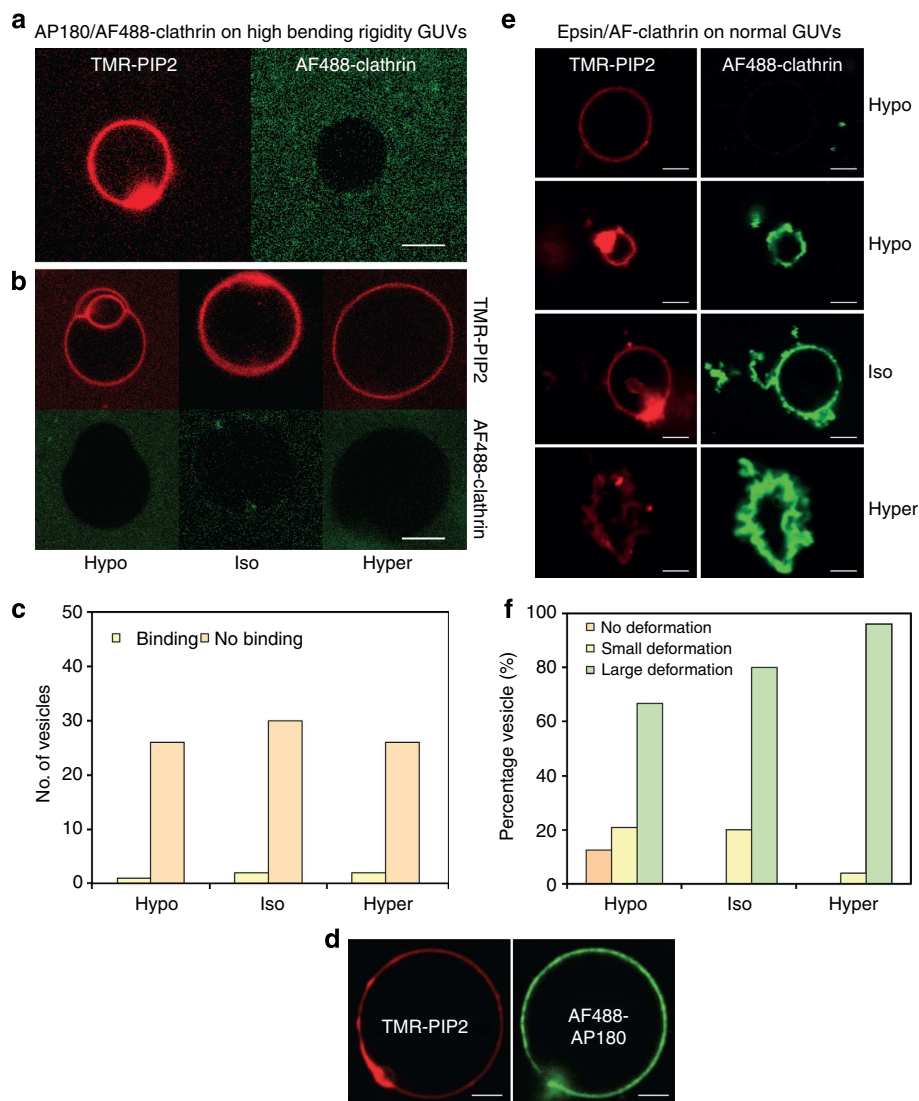 a
AP180/AF488-clathrin on high bending rigidity GUVs
TMR-PIP2 AF488-clathrin
b
TMR-PIP2
AF488-clathrin
Hypo Iso Hyper
c
50
40
30
20
10
0
No. of vesicles
Binding No binding
Hypo Iso Hyper
d
TMR-PIP2
AF488-
AP180
e
Epsin/AF-clathrin on normal GUVs
TMR-PIP2 AF488-clathrin
Hypo
Hypo
Iso
Hyper
f
100
80
60
40
20
0
Percentage vesicle (%)
No deformation
Small deformation
Large deformation
Hypo Iso Hyper